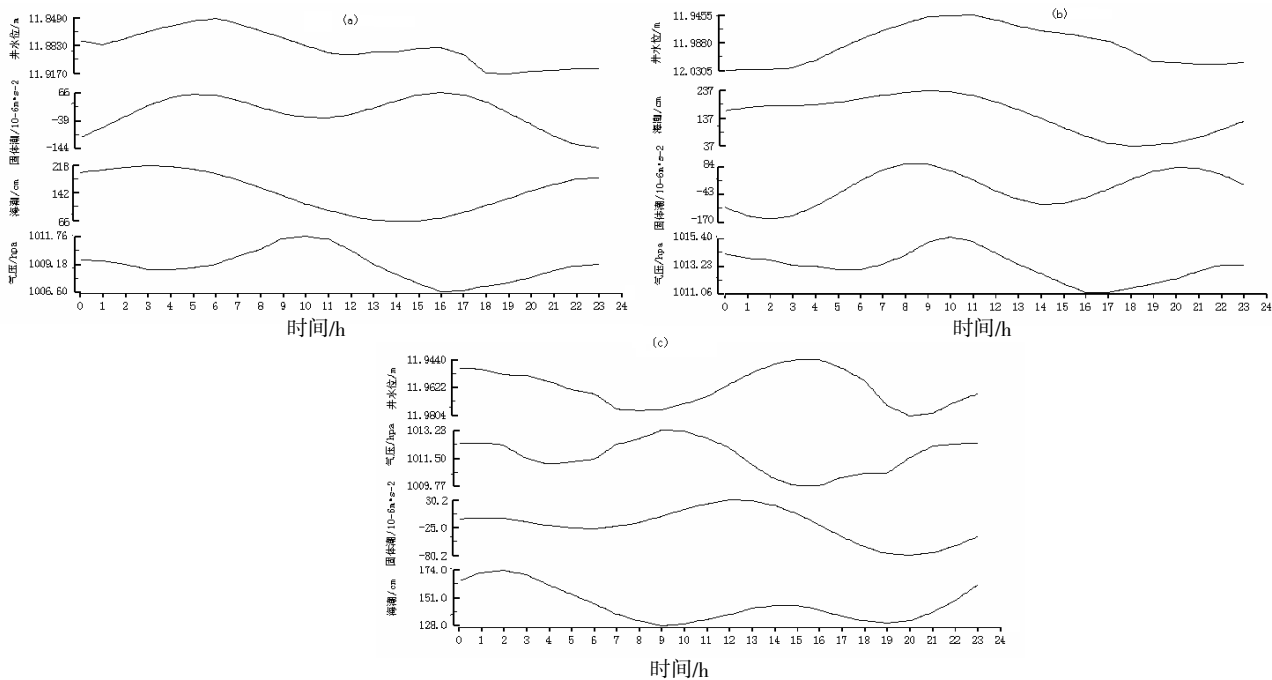 (a)
井水位/m
11.8490
11.8830
11.9170
固体潮/10-6m*s-2
66
-39
-144
海潮/cm
218
142
66
气压/hpa
1011.76
1009.18
1006.60
0 1 2 3 4 5 6 7 8 9 10 11 12 13 14 15 16 17 18 19 20 21 22 23 24
时间/h
(b)
井水位/m
11.9455
11.9880
12.0305
海潮/cm
237
137
37
固体潮/10-6m*s-2
84
-43
-170
气压/hpa
1015.40
1013.23
1011.06
0 1 2 3 4 5 6 7 8 9 10 11 12 13 14 15 16 17 18 19 20 21 22 23 24
时间/h
(c)
井水位/m
11.9440
11.9622
11.9804
气压/hpa
1013.23
1011.50
1009.77
固体潮/10-6m*s-2
30.2
-25.0
-80.2
海潮/cm
174.0
151.0
128.0
0 1 2 3 4 5 6 7 8 9 10 11 12 13 14 15 16 17 18 19 20 21 22 23 24
时间/h